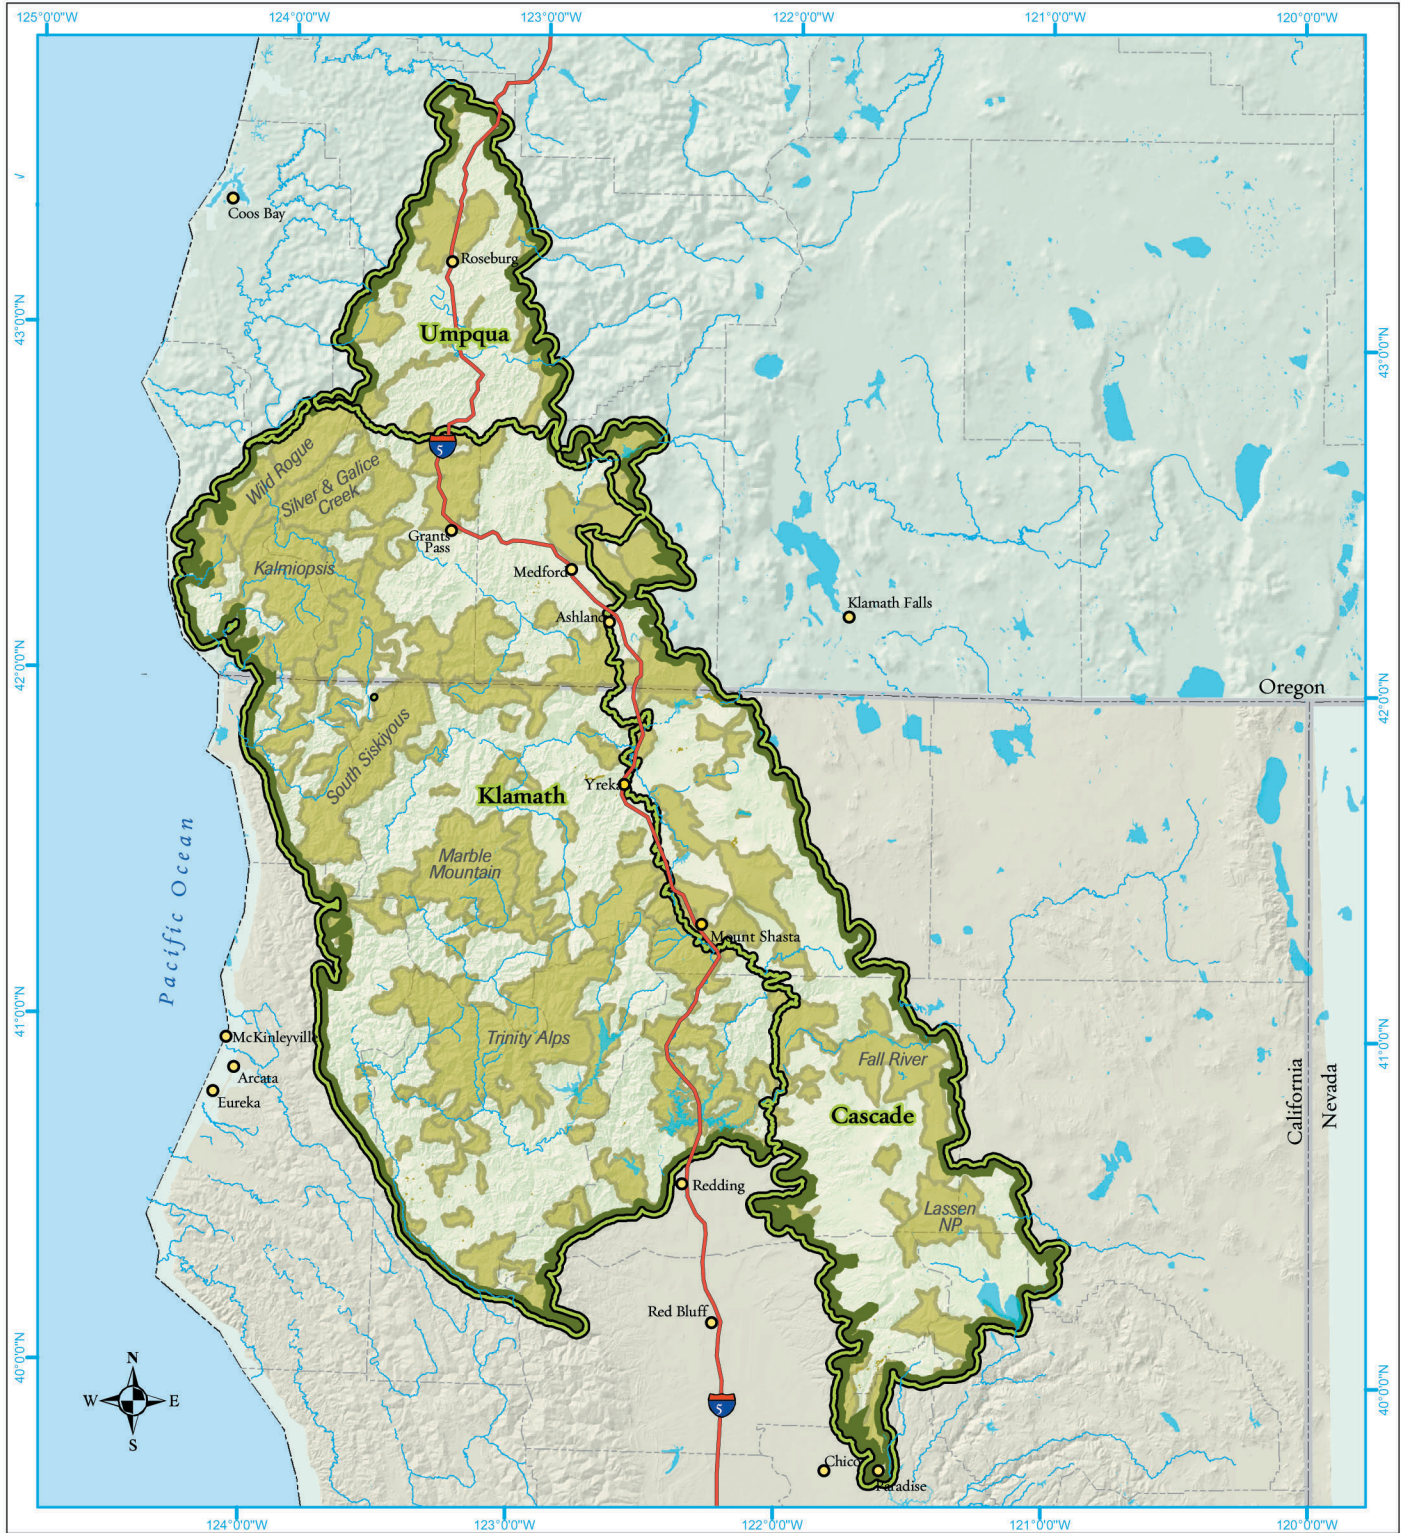 125°0'0"W
124°0'0"W
123°0'0"W
122°0'0"W
121°0'0"W
120°0'0"W
Coos Bay
Roseburg
43°0'0"N
Umpqua
43°0'0"N
5
Wild Rogue
Silver & Galice
Creek
Grants
Pass
Kalmiopsis
Medford
Klamath Falls
Ashland
42°0'0"N
Oregon
42°0'0"N
South Siskiyous
Yreka
Klamath
Marble
Mountain
Pacific Ocean
Mount Shasta
41°0'0"N
McKinleyville
Trinity Alps
Fall River
41°0'0"N
Arcata
Eureka
California
Nevada
Cascade
Redding
Lassen
NP
Red Bluff
40°0'0"N
40°0'0"N
N
W
E
S
5
Chico
Paradise
124°0'0"W
123°0'0"W
122°0'0"W
121°0'0"W
120°0'0"W